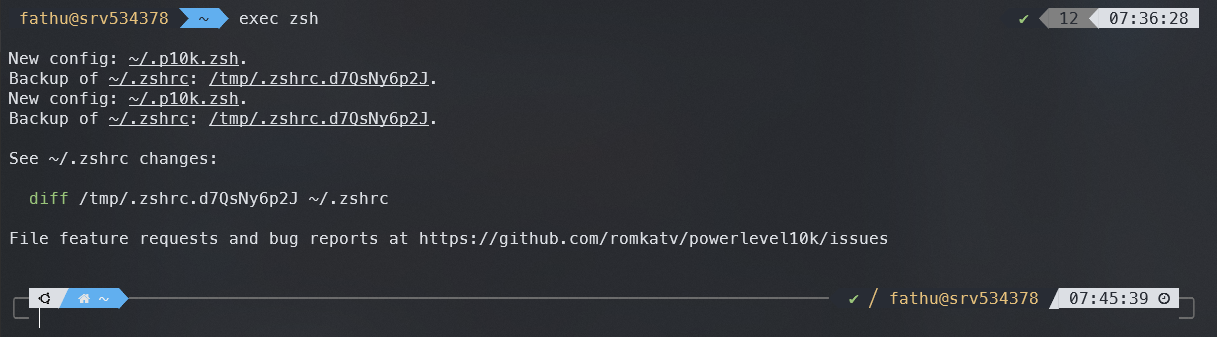 fathu@srv534378 ~ exec zsh ✔ 12 07:36:28
New config: ~/.p10k.zsh.
Backup of ~/.zshrc: /tmp/.zshrc.d7QsNy6p2J.
New config: ~/.p10k.zsh.
Backup of ~/.zshrc: /tmp/.zshrc.d7QsNy6p2J.
See ~/.zshrc changes:
diff /tmp/.zshrc.d7QsNy6p2J ~/.zshrc
File feature requests and bug reports at https://github.com/romkatv/powerlevel10k/issues
~ ✔ / fathu@srv534378 07:45:39